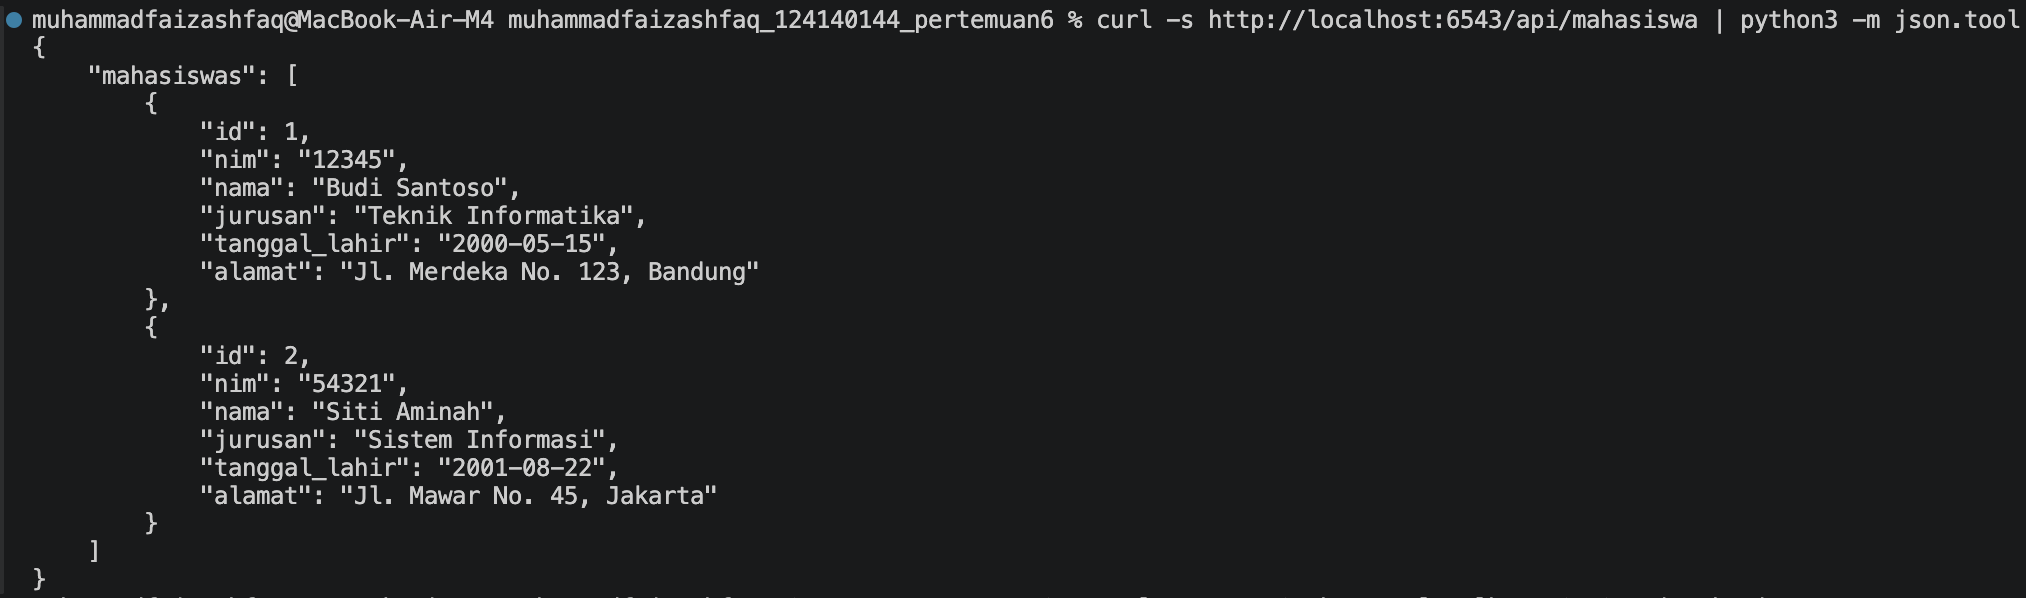 muhammadfaizashfaq@MacBook-Air-M4 muhammadfaizashfaq_124140144_pertemuan6 % curl -s http://localhost:6543/api/mahasiswa | python3 -m json.tool
{
    "mahasiswas": [
        {
            "id": 1,
            "nim": "12345",
            "nama": "Budi Santoso",
            "jurusan": "Teknik Informatika",
            "tanggal_lahir": "2000-05-15",
            "alamat": "Jl. Merdeka No. 123, Bandung"
        },
        {
            "id": 2,
            "nim": "54321",
            "nama": "Siti Aminah",
            "jurusan": "Sistem Informasi",
            "tanggal_lahir": "2001-08-22",
            "alamat": "Jl. Mawar No. 45, Jakarta"
        }
    ]
}